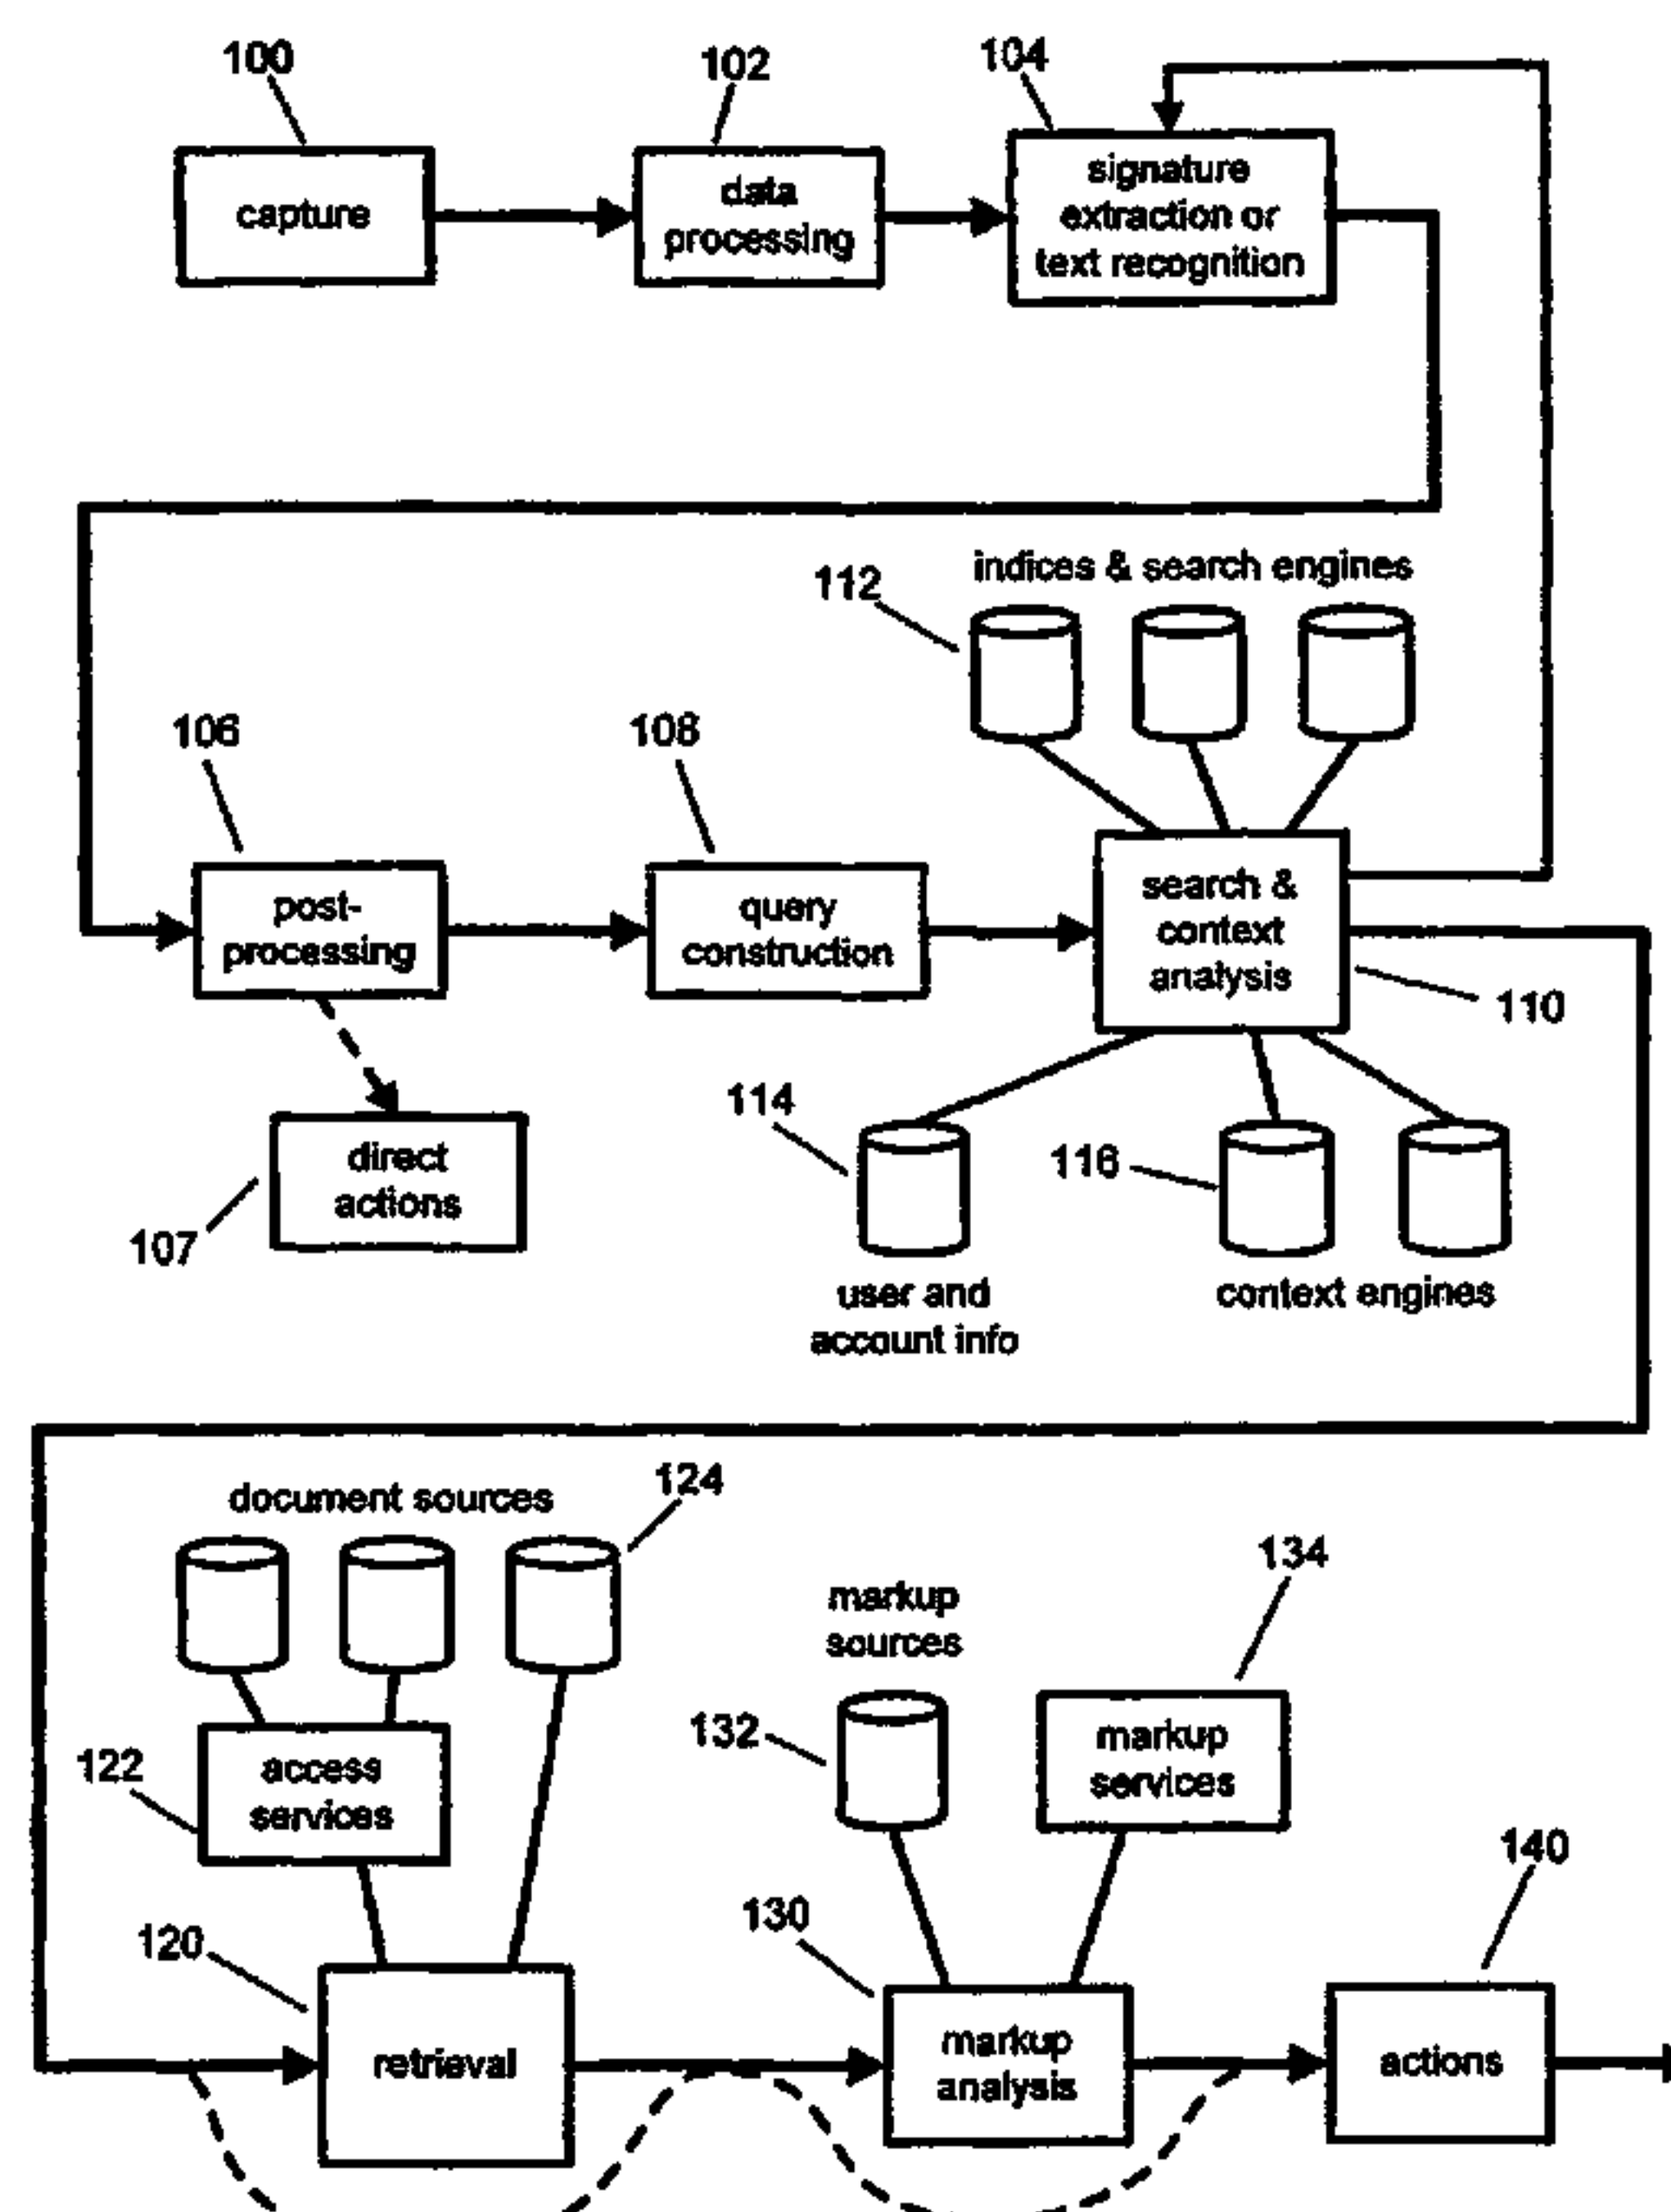 100
102
104
capture
data
processing
signature
extraction or
text recognition
indices & search engines
112
106
108
post-
processing
query
construction
search &
context
analysis
110
114
116
direct
actions
107
user and
account info
context engines
document sources
124
134
markup
sources
132
markup
services
122
access
services
140
130
120
retrieval
markup
analysis
actions